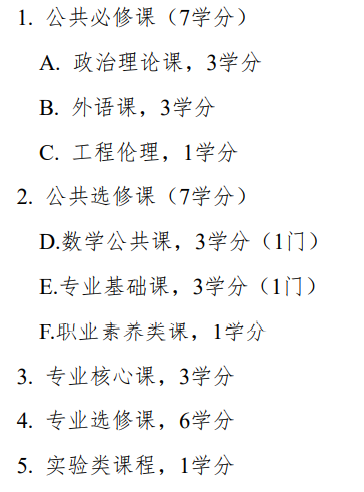 1. 公共必修课（7学分）
A. 政治理论课，3学分
B. 外语课，3学分
C. 工程伦理，1学分
2. 公共选修课（7学分）
D.数学公共课，3学分（1门）
E.专业基础课，3学分（1门）
F.职业素养类课，1学分
3. 专业核心课，3学分
4. 专业选修课，6学分
5. 实验类课程，1学分